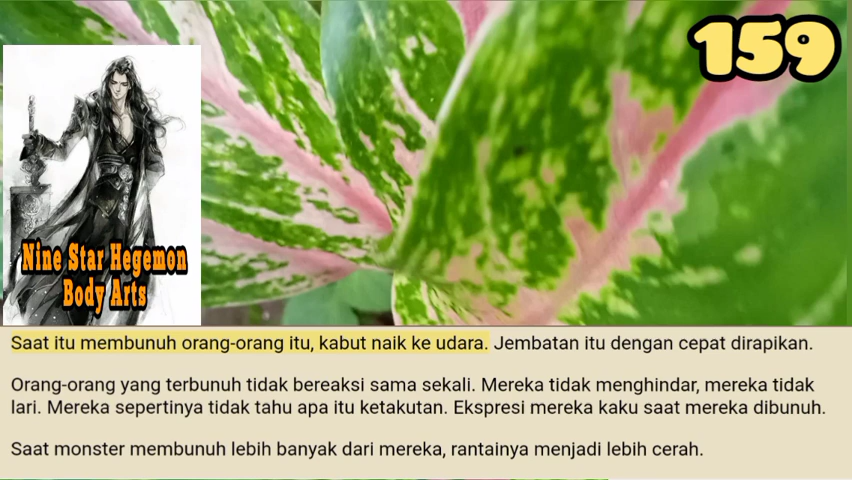 159
Nine Star Hegemon
Body Arts
Saat itu membunuh orang-orang itu, kabut naik ke udara. Jembatan itu dengan cepat dirapikan.
Orang-orang yang terbunuh tidak bereaksi sama sekali. Mereka tidak menghindar, mereka tidak
lari. Mereka sepertinya tidak tahu apa itu ketakutan. Ekspresi mereka kaku saat mereka dibunuh.
Saat monster membunuh lebih banyak dari mereka, rantainya menjadi lebih cerah.